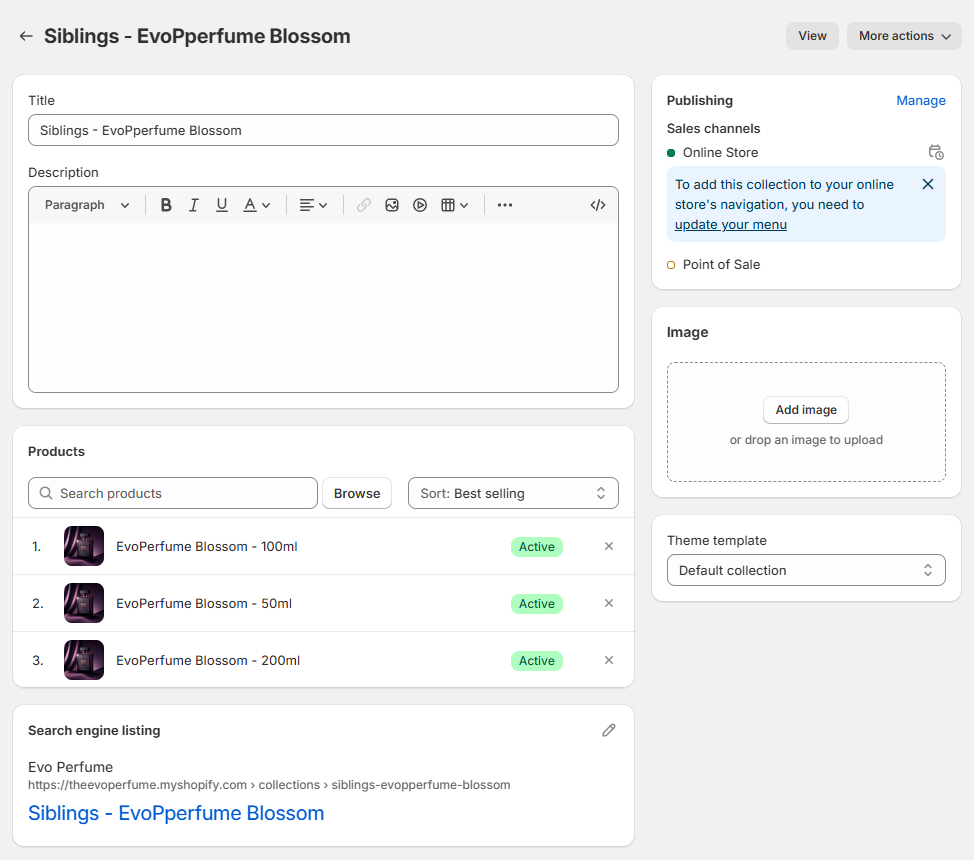 Siblings - EvoPperfume Blossom
View
More actions
Title
Siblings - EvoPperfume Blossom
Description
Paragraph
B I U A
Products
Search products
Browse
Sort: Best selling
1. EvoPerfume Blossom - 100ml Active
2. EvoPerfume Blossom - 50ml Active
3. EvoPerfume Blossom - 200ml Active
Search engine listing
Evo Perfume
https://theevoperfume.myshopify.com › collections › siblings-evopperfume-blossom
Siblings - EvoPperfume Blossom
Publishing
Manage
Sales channels
Online Store
To add this collection to your online
store's navigation, you need to
update your menu
Point of Sale
Image
Add image
or drop an image to upload
Theme template
Default collection